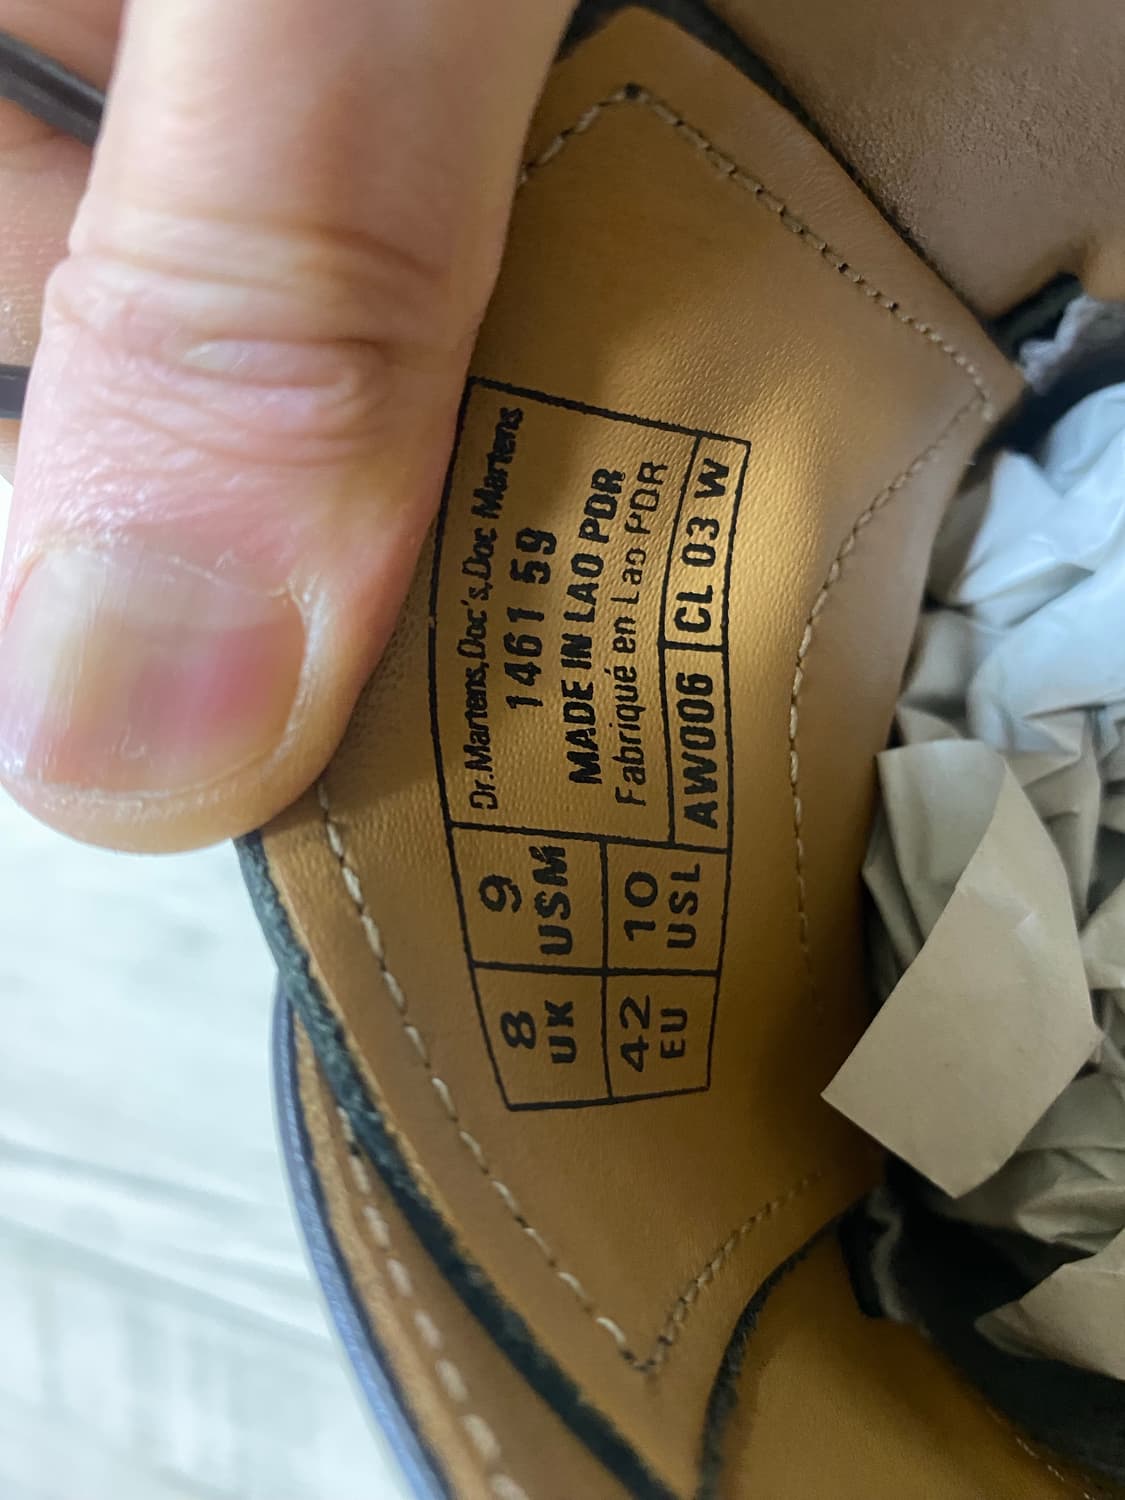 Dr.Martens,Doc's,Doc Martens
1461 59
MADE IN LAO PDR
Fabriqué en Lao PDR
AW006 CL 03 W
8 UK
9 USM
42 EU
10 USL